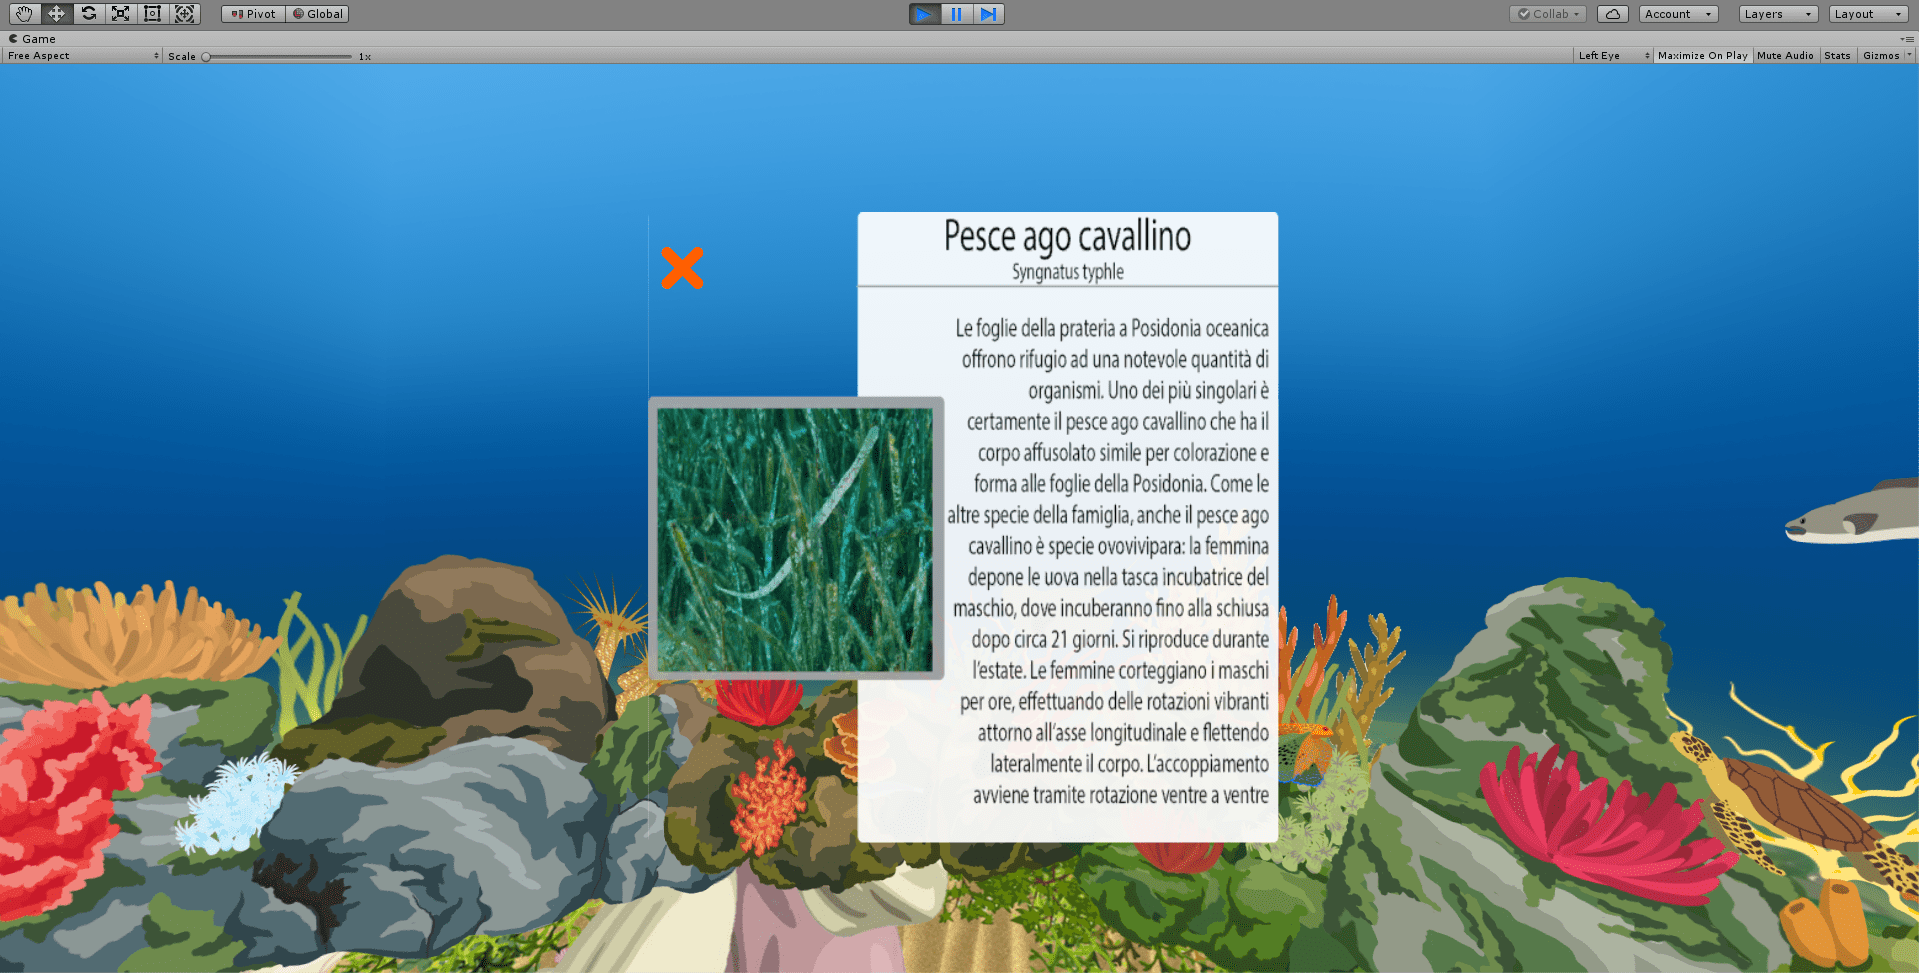 Pivot Global Collab Account Layers Layout
Game
Free Aspect Scale 1x Left Eye Maximize On Play Mute Audio Stats Gizmos
Pesce ago cavallino
Syngnatus typhle
Le foglie della prateria a Posidonia oceanica
offrono rifugio ad una notevole quantità di
organismi. Uno dei più singolari è
certamente il pesce ago cavallino che ha il
corpo affusolato simile per colorazione e
forma alle foglie della Posidonia. Come le
altre specie della famiglia, anche il pesce ago
cavallino è specie ovovivipara: la femmina
depone le uova nella tasca incubatrice del
maschio, dove incuberanno fino alla schiusa
dopo circa 21 giorni. Si riproduce durante
l'estate. Le femmine corteggiano i maschi
per ore, effettuando delle rotazioni vibranti
attorno all'asse longitudinale e flettendo
lateralmente il corpo. L'accoppiamento
avviene tramite rotazione ventre a ventre